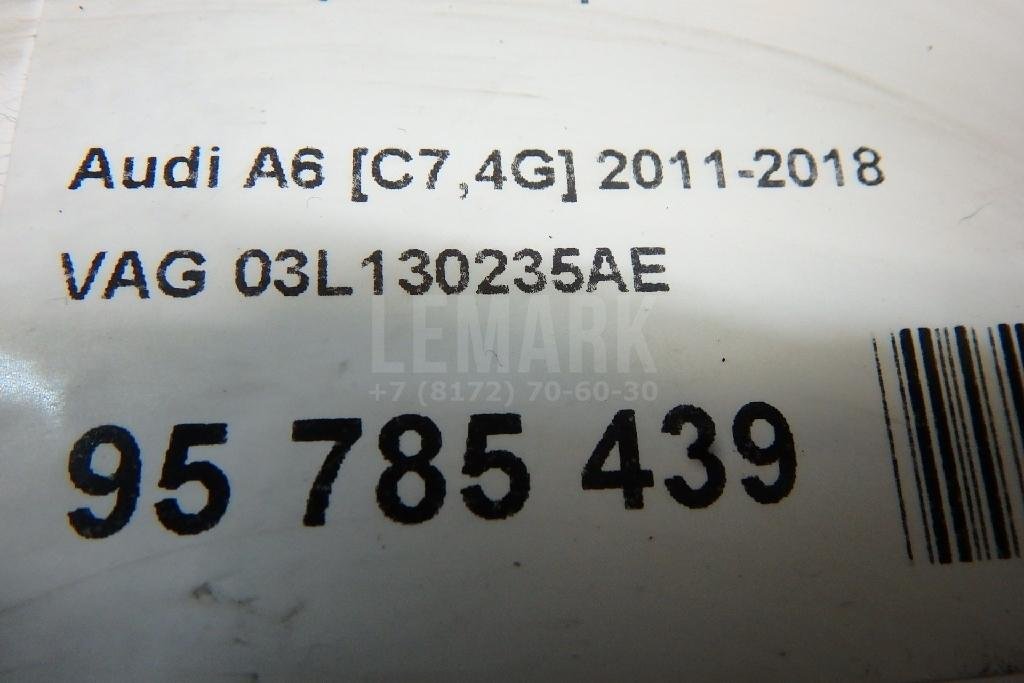 Audi A6 [C7,4G] 2011-2018
VAG 03L130235AE
LEMARK
+7 (8172) 70-60-30
95 785 439